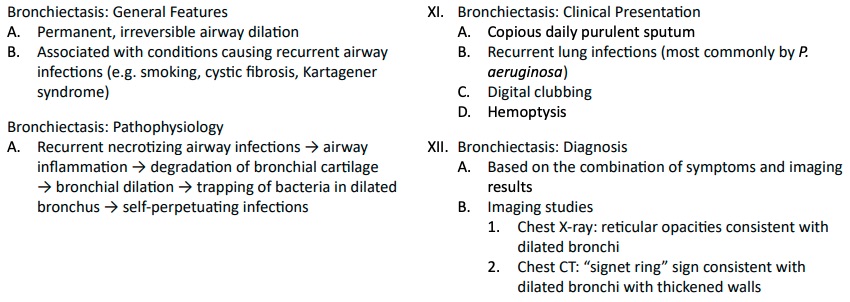 Bronchiectasis: General Features
A. Permanent, irreversible airway dilation
B. Associated with conditions causing recurrent airway
infections (e.g. smoking, cystic fibrosis, Kartagener
syndrome)
Bronchiectasis: Pathophysiology
A. Recurrent necrotizing airway infections → airway
inflammation → degradation of bronchial cartilage
→ bronchial dilation → trapping of bacteria in dilated
bronchus → self-perpetuating infections
XI. Bronchiectasis: Clinical Presentation
A. Copious daily purulent sputum
B. Recurrent lung infections (most commonly by P.
aeruginosa)
C. Digital clubbing
D. Hemoptysis
XII. Bronchiectasis: Diagnosis
A. Based on the combination of symptoms and imaging
results
B. Imaging studies
1. Chest X-ray: reticular opacities consistent with
dilated bronchi
2. Chest CT: “signet ring” sign consistent with
dilated bronchi with thickened walls